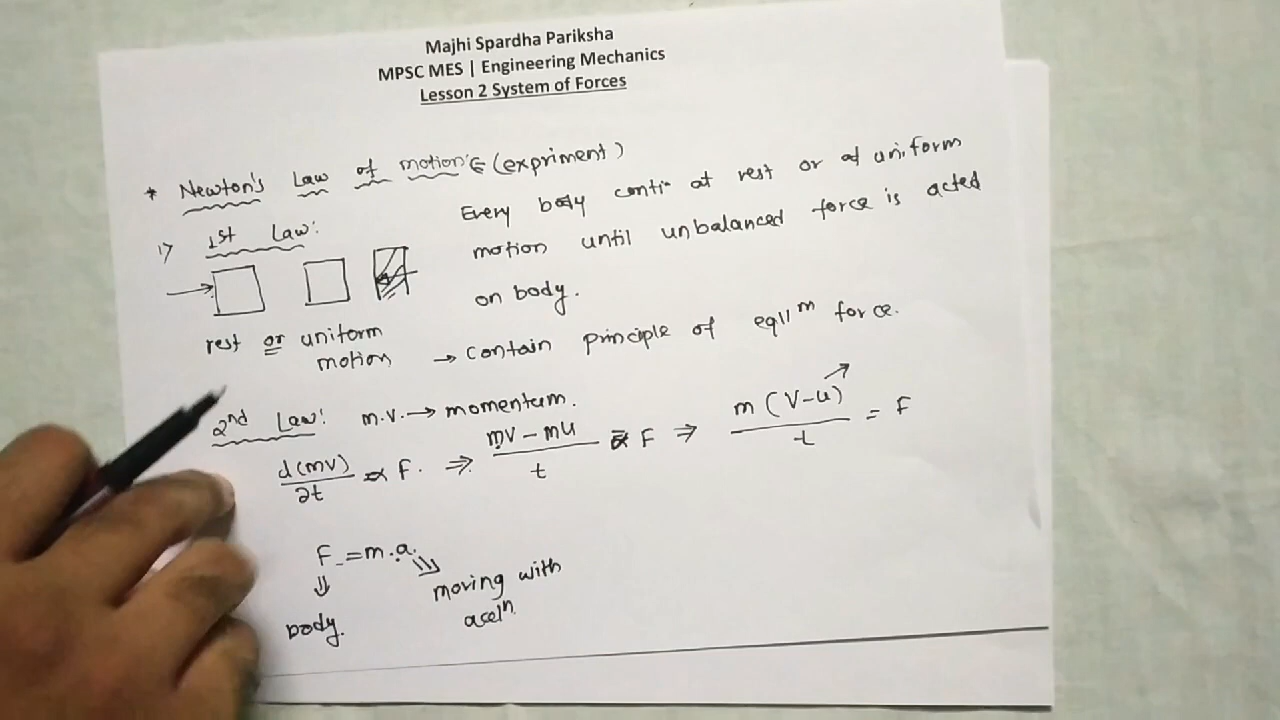 Majhi Spardha Pariksha
MPSC MES | Engineering Mechanics
Lesson 2 System of Forces
* Newton's Law of motion's (expriment)
1) 1st Law:
Every body conti⁻ at rest or of uniform
motion until unbalanced force is acted
on body.
rest or uniform
motion
→ Contain principle of eqllᵐ force.
2nd Law: m.v. → momentum.
d(mv)/∂t ∝ F. ⇒ mv - mu/t ∝ F ⇒ m(v-u)/t = F
F = m.a.
body.
moving with
aceln